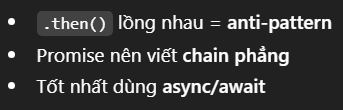 .then() lồng nhau = anti-pattern
Promise nên viết chain phẳng
Tốt nhất dùng async/await